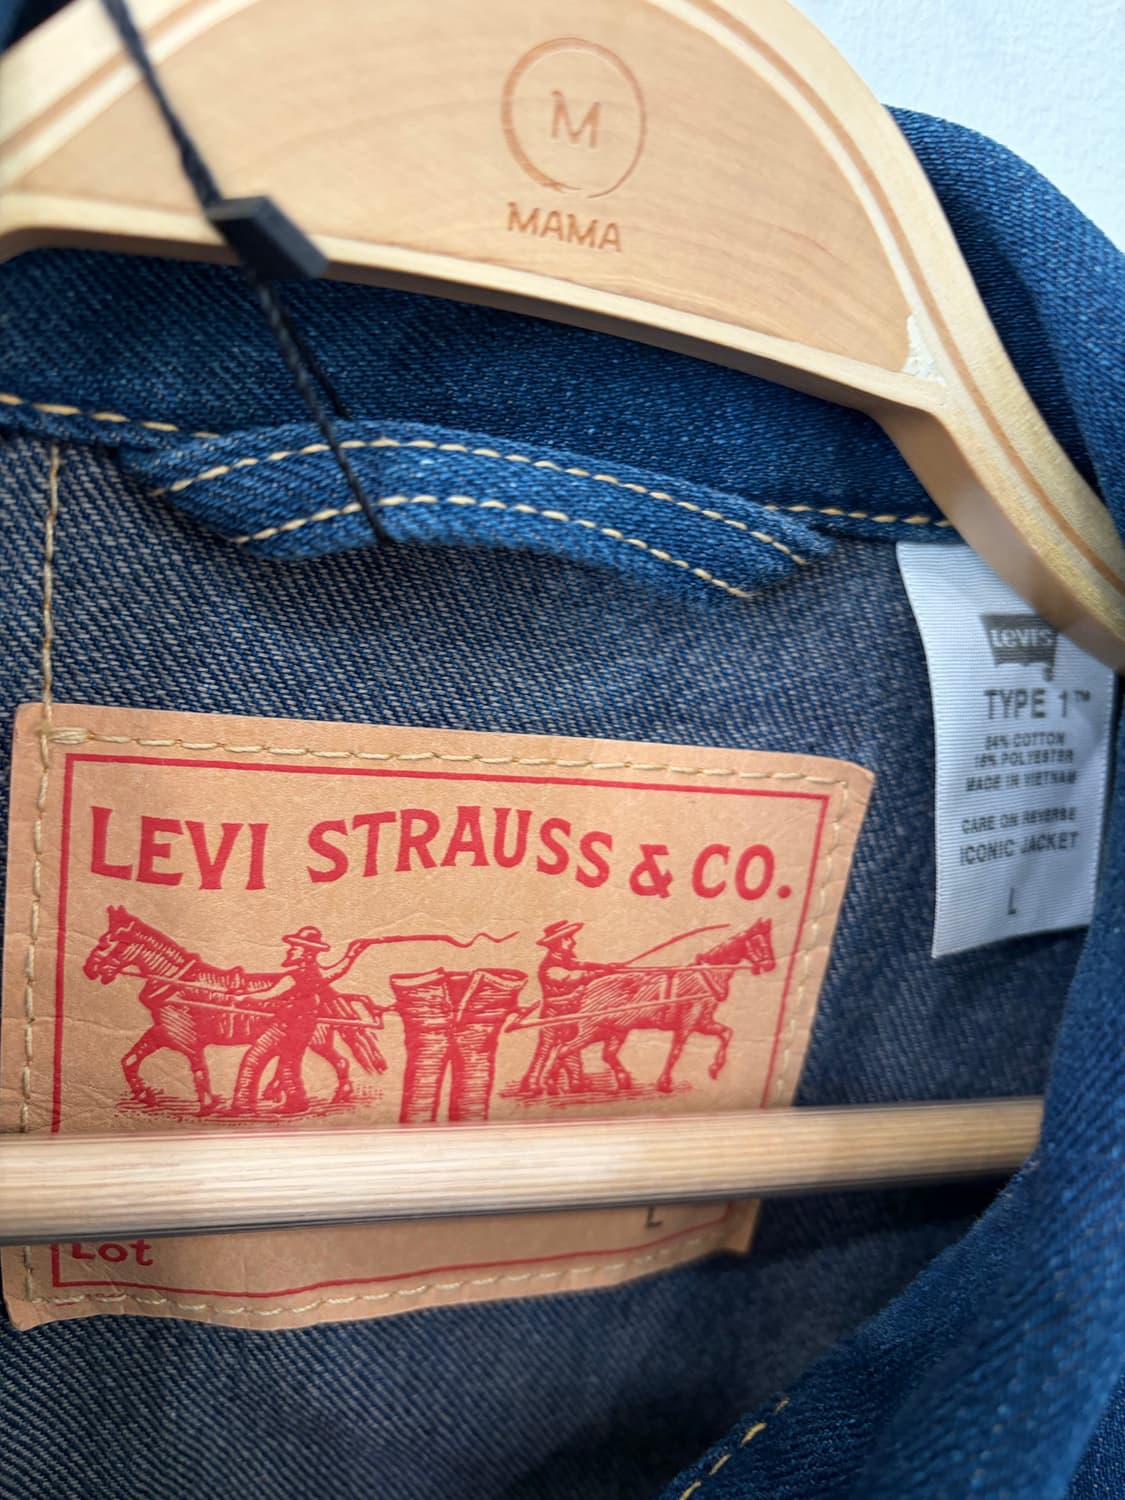 M
MAMA
Levi's
TYPE 1™
84% COTTON
16% POLYESTER
MADE IN VIETNAM
CARE ON REVERSE
ICONIC JACKET
L
LEVI STRAUSS & CO.
L
Lot